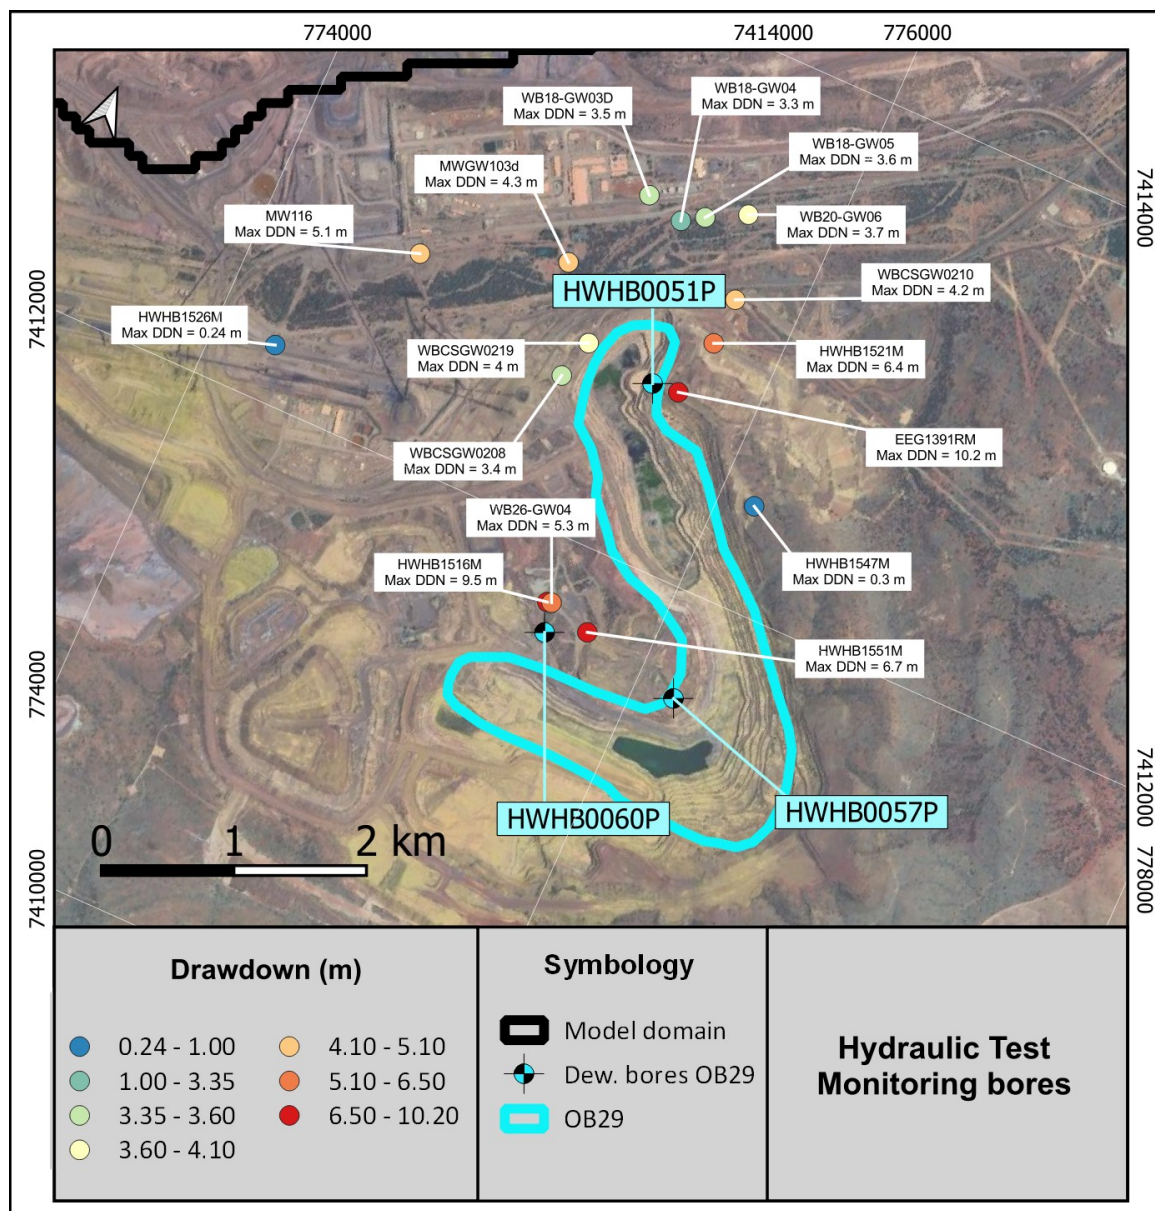 774000
7414000
776000
WB18-GW03D
Max DDN = 3.5 m
WB18-GW04
Max DDN = 3.3 m
WB18-GW05
Max DDN = 3.6 m
MWGW103d
Max DDN = 4.3 m
7414000
MW116
Max DDN = 5.1 m
WB20-GW06
Max DDN = 3.7 m
WBCSGW0210
Max DDN = 4.2 m
HWHB0051P
7412000
HWHB1526M
Max DDN = 0.24 m
WBCSGW0219
Max DDN = 4 m
HWHB1521M
Max DDN = 6.4 m
EEG1391RM
Max DDN = 10.2 m
WBCSGW0208
Max DDN = 3.4 m
WB26-GW04
Max DDN = 5.3 m
HWHB1516M
Max DDN = 9.5 m
HWHB1547M
Max DDN = 0.3 m
HWHB1551M
Max DDN = 6.7 m
774000
7412000
HWHB0060P
HWHB0057P
0 1 2 km
7410000
778000
Drawdown (m)
0.24 - 1.00
1.00 - 3.35
3.35 - 3.60
3.60 - 4.10
4.10 - 5.10
5.10 - 6.50
6.50 - 10.20
Symbology
Model domain
Dew. bores OB29
OB29
Hydraulic Test
Monitoring bores